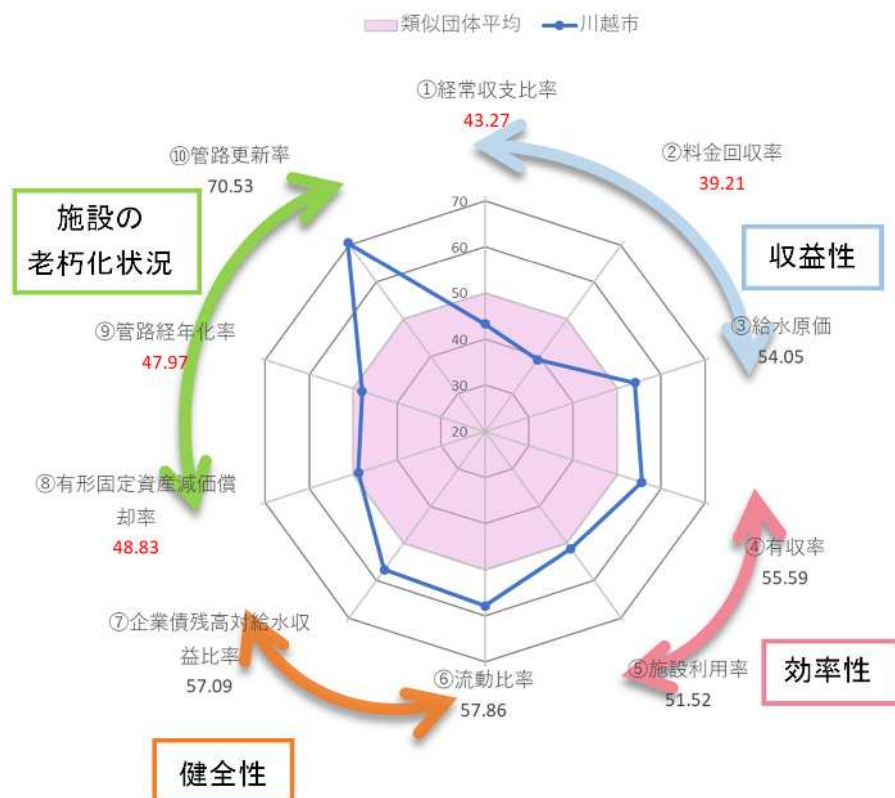 類似団体平均 川越市
①経常収支比率
43.27
⑩管路更新率
70.53
②料金回収率
39.21
施設の
老朽化状況
収益性
⑨管路経年化率
47.97
③給水原価
54.05
70
60
50
40
30
20
⑧有形固定資産減価償
却率
48.83
④有収率
55.59
⑦企業債残高対給水収
益比率
57.09
⑥流動比率
57.86
⑤施設利用率
51.52
効率性
健全性